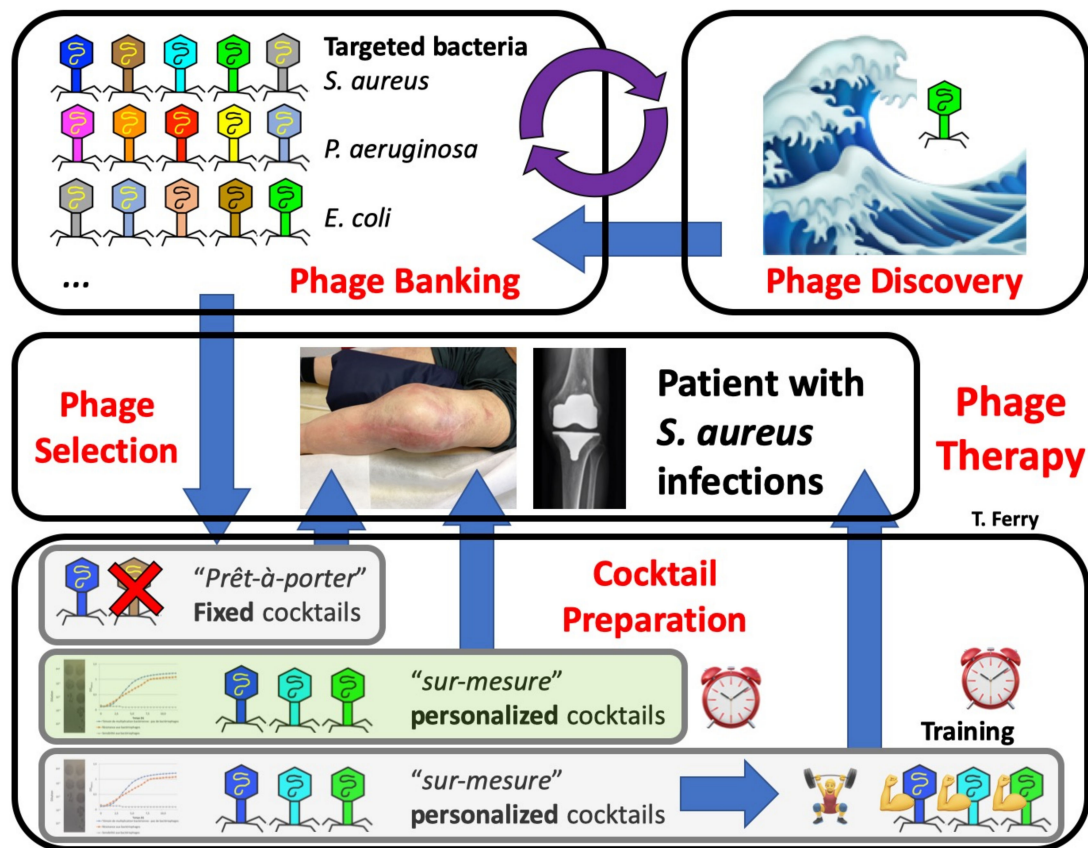 Targeted bacteria
S. aureus
P. aeruginosa
E. coli
...
Phage Banking
Phage Discovery
Phage
Selection
Patient with
S. aureus
infections
Phage
Therapy
T. Ferry
Cocktail
Preparation
“Prêt-à-porter”
Fixed cocktails
“sur-mesure”
personalized cocktails
Training
“sur-mesure”
personalized cocktails